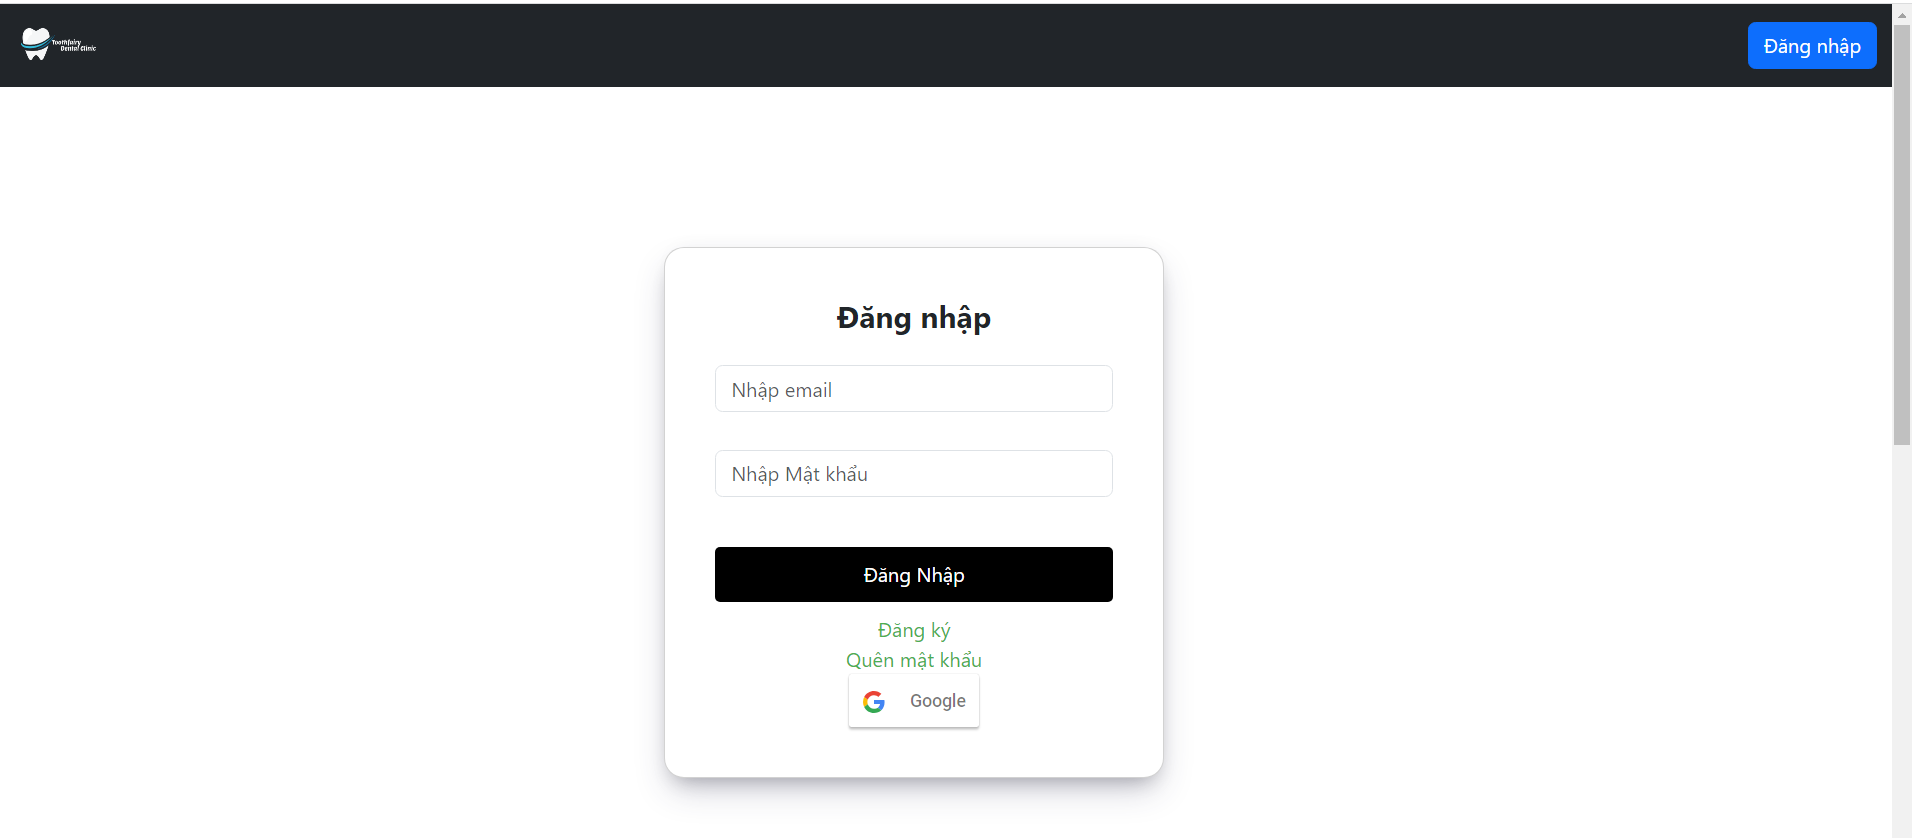 Toothfairy
Dental Clinic
Đăng nhập
Đăng nhập
Nhập email
Nhập Mật khẩu
Đăng Nhập
Đăng ký
Quên mật khẩu
Google